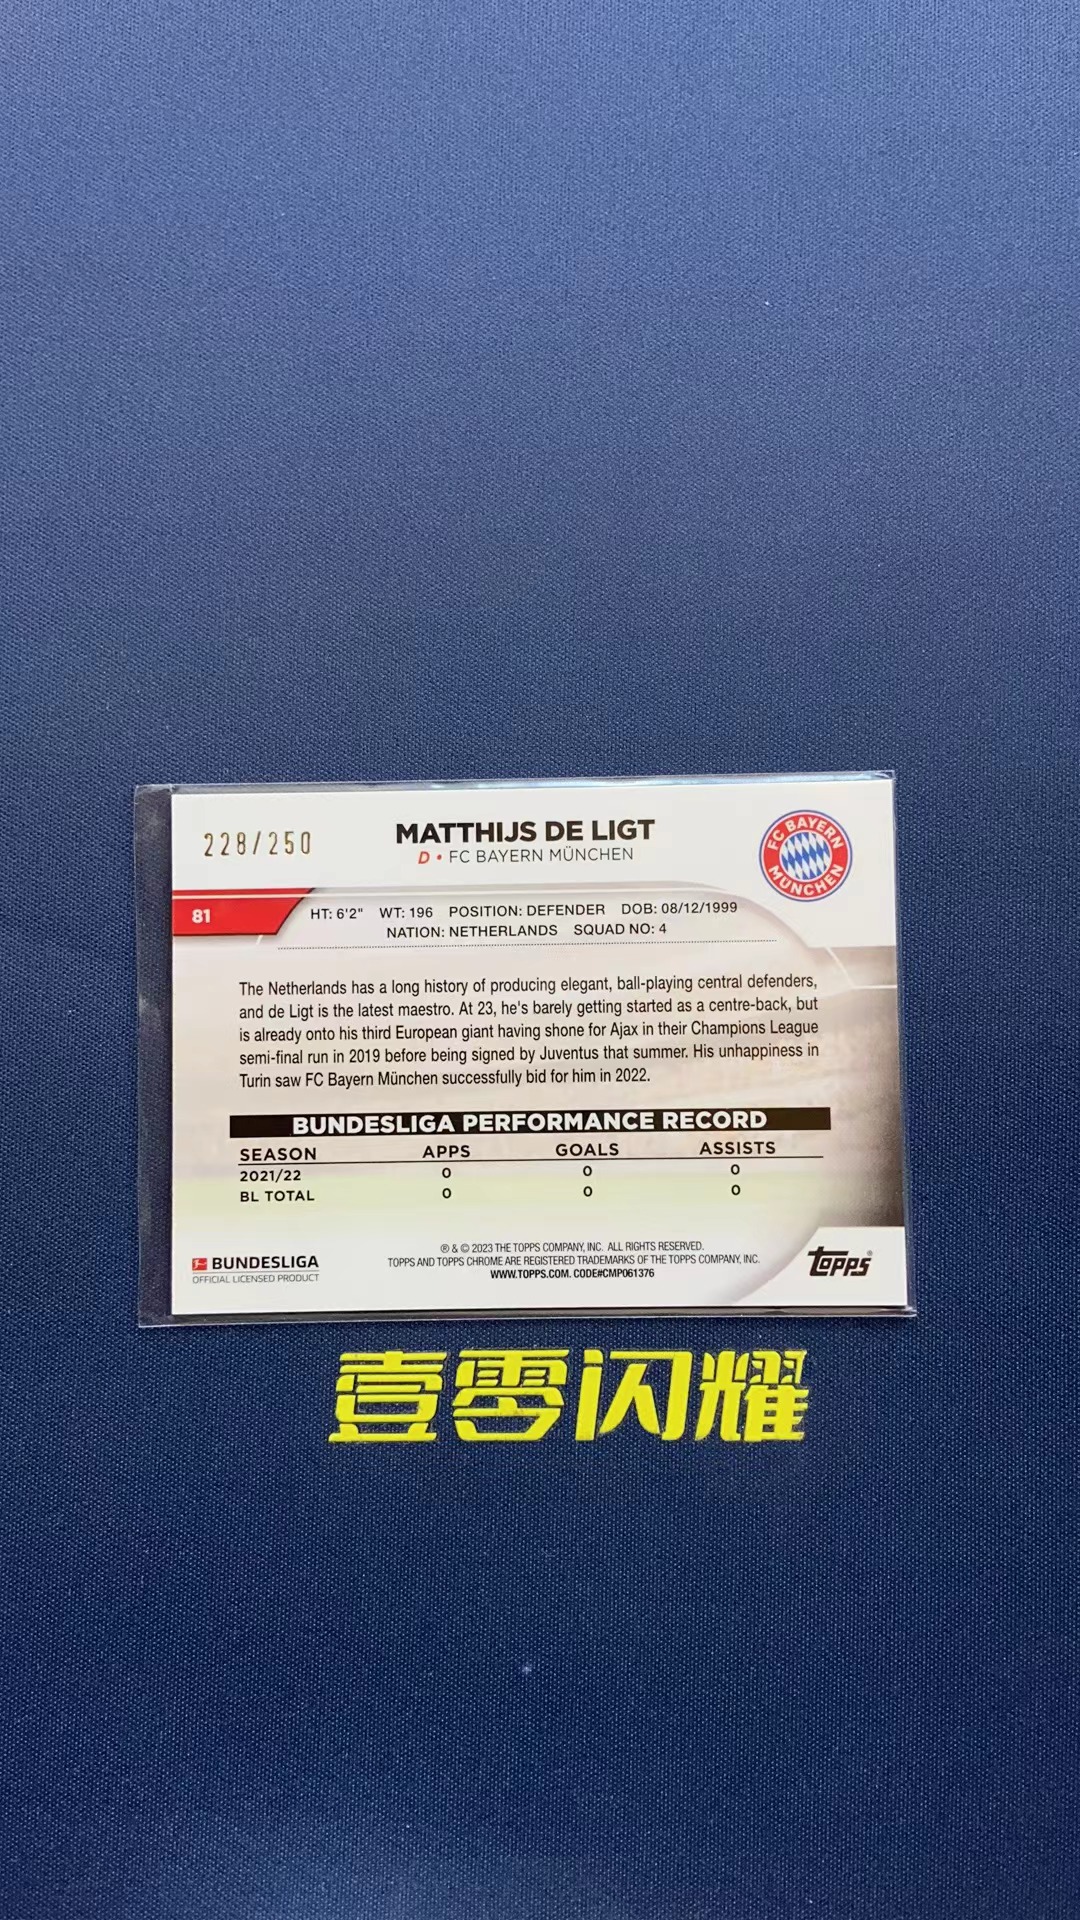 228/250
MATTHIJS DE LIGT
D • FC BAYERN MÜNCHEN
FC BAYERN
MÜNCHEN
81
HT: 6'2" WT: 196 POSITION: DEFENDER DOB: 08/12/1999
NATION: NETHERLANDS SQUAD NO: 4
The Netherlands has a long history of producing elegant, ball-playing central defenders,
and de Ligt is the latest maestro. At 23, he's barely getting started as a centre-back, but
is already onto his third European giant having shone for Ajax in their Champions League
semi-final run in 2019 before being signed by Juventus that summer. His unhappiness in
Turin saw FC Bayern München successfully bid for him in 2022.
BUNDESLIGA PERFORMANCE RECORD
SEASON APPS GOALS ASSISTS
2021/22 0 0 0
BL TOTAL 0 0 0
BUNDESLIGA
OFFICIAL LICENSED PRODUCT
® & © 2023 THE TOPPS COMPANY, INC. ALL RIGHTS RESERVED.
TOPPS AND TOPPS CHROME ARE REGISTERED TRADEMARKS OF THE TOPPS COMPANY, INC.
WWW.TOPPS.COM. CODE#CMP061376
Topps®
壹零闪耀